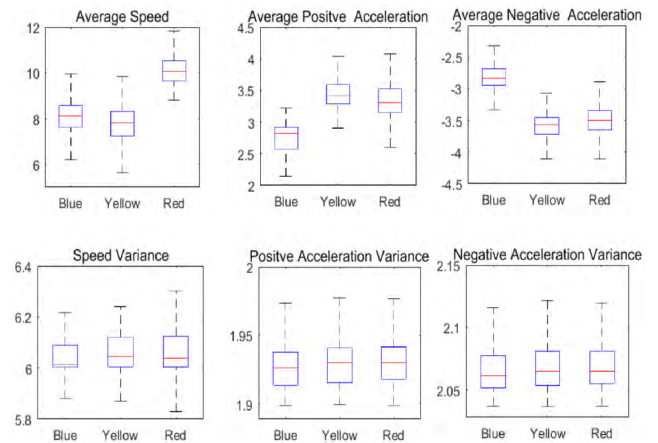 Average Speed
12
10
8
6
Blue Yellow Red
Average Positve Acceleration
4.5
4
3.5
3
2.5
2
Blue Yellow Red
Average Negative Acceleration
-2
-2.5
-3
-3.5
-4
-4.5
Blue Yellow Red
Speed Variance
6.4
6.2
6
5.8
Blue Yellow Red
Positve Acceleration Variance
2
1.95
1.9
Blue Yellow Red
Negative Acceleration Variance
2.15
2.1
2.05
Blue Yellow Red